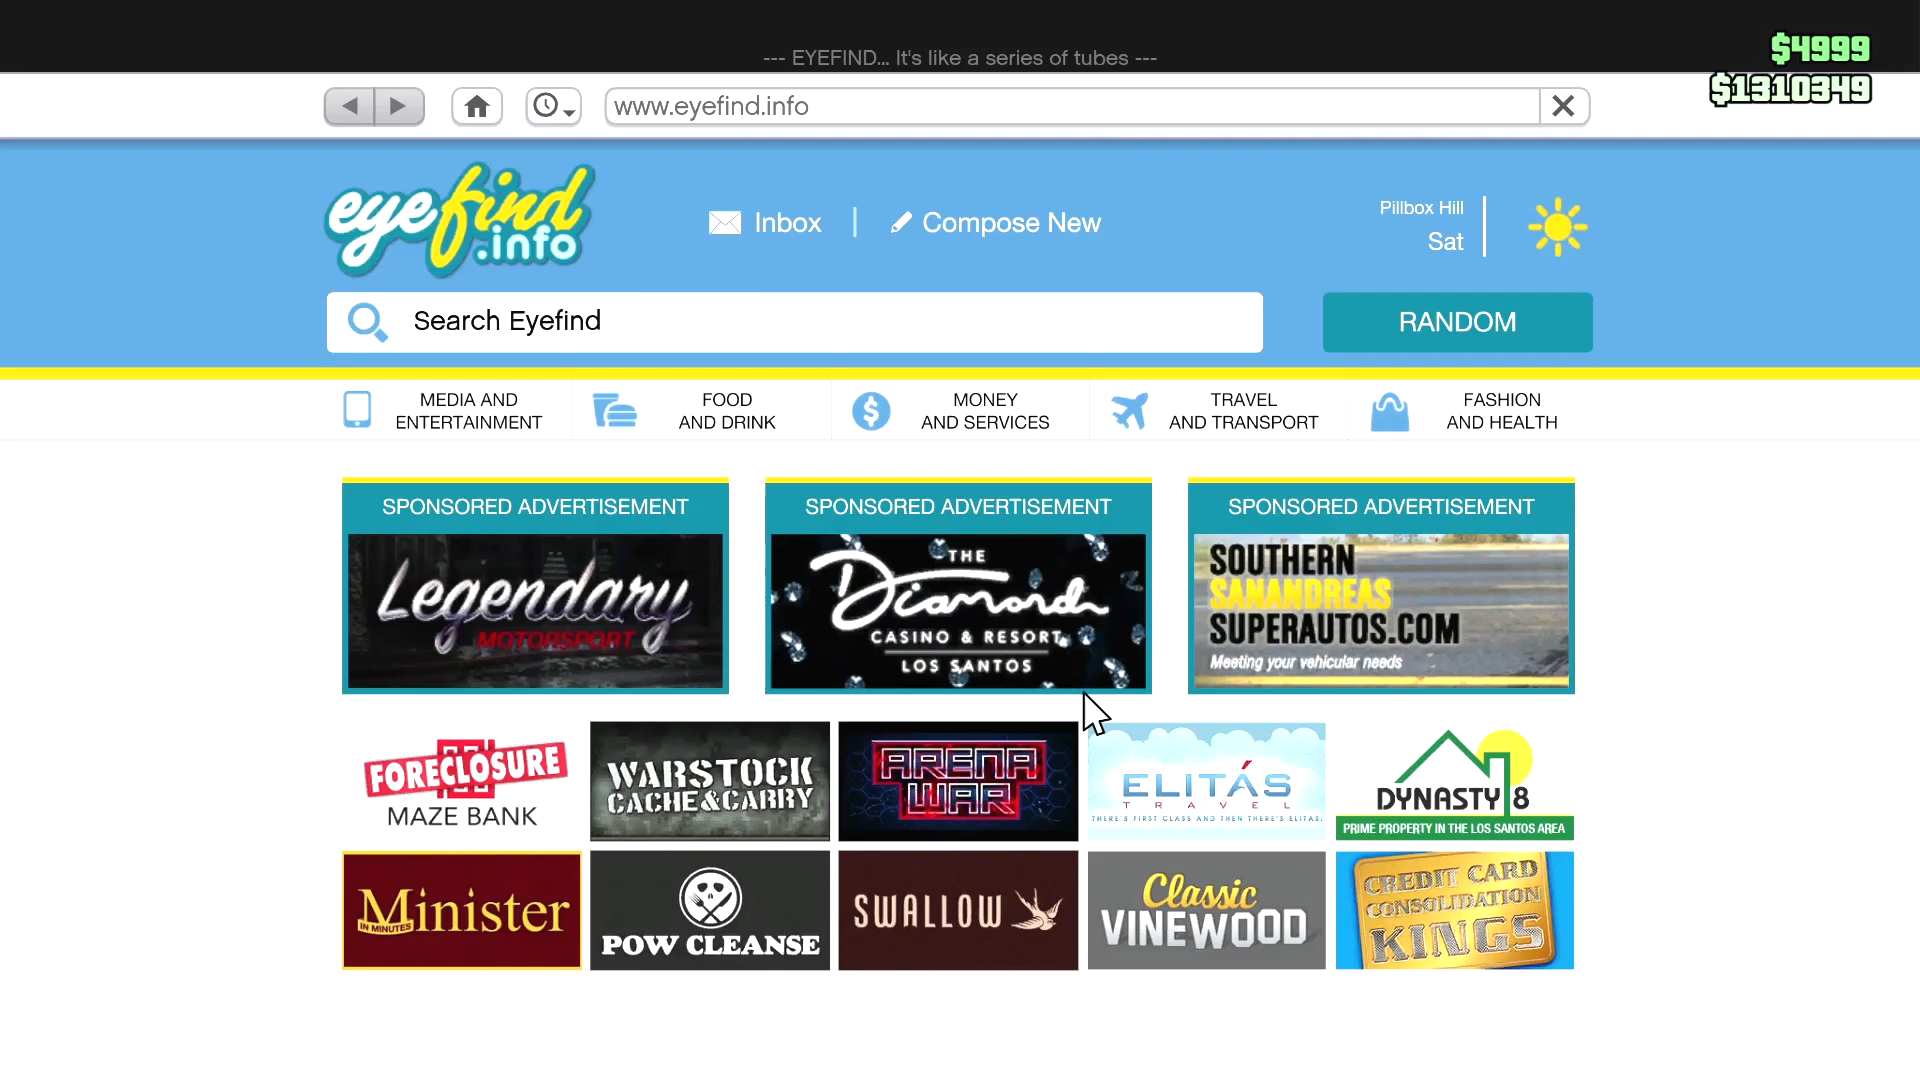 --- EYEFIND... It's like a series of tubes ---
$4999
$1310349
www.eyefind.info
eyefind
.info
Inbox
Compose New
Pillbox Hill
Sat
Search Eyefind
RANDOM
MEDIA AND
ENTERTAINMENT
FOOD
AND DRINK
MONEY
AND SERVICES
TRAVEL
AND TRANSPORT
FASHION
AND HEALTH
SPONSORED ADVERTISEMENT
Legendary
MOTORSPORT
SPONSORED ADVERTISEMENT
THE
Diamond
CASINO & RESORT
LOS SANTOS
SPONSORED ADVERTISEMENT
SOUTHERN
SANANDREAS
SUPERAUTOS.COM
Meeting your vehicular needs
FORECLOSURE
MAZE BANK
WARSTOCK
CACHE&CARRY
ARENA
WAR
ELITÁS
TRAVEL
THERE'S FIRST CLASS AND THEN THERE'S ELITAS.
DYNASTY 8
PRIME PROPERTY IN THE LOS SANTOS AREA
Minister
IN MINUTES
POW CLEANSE
SWALLOW
Classic
VINEWOOD
CREDIT CARD
CONSOLIDATION
KINGS